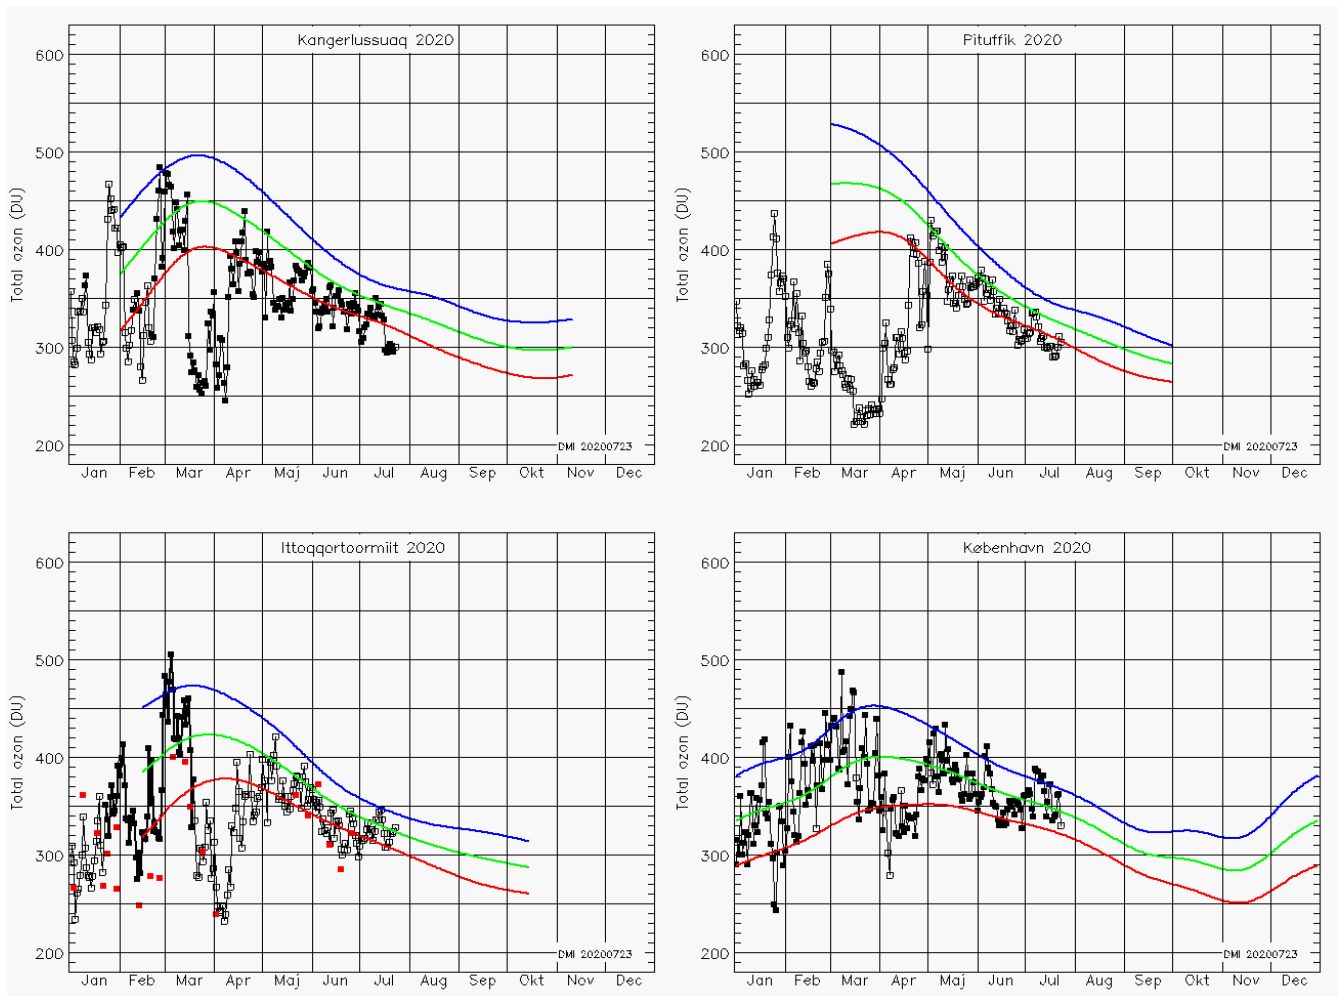 Kangerlussuaq 2020
600
500
400
300
200
Total ozon (DU)
DMI 20200723
Jan Feb Mar Apr Maj Jun Jul Aug Sep Okt Nov Dec
Pituffik 2020
600
500
400
300
200
Total ozon (DU)
DMI 20200723
Jan Feb Mar Apr Maj Jun Jul Aug Sep Okt Nov Dec
Ittoqqortoormiit 2020
600
500
400
300
200
Total ozon (DU)
DMI 20200723
Jan Feb Mar Apr Maj Jun Jul Aug Sep Okt Nov Dec
København 2020
600
500
400
300
200
Total ozon (DU)
DMI 20200723
Jan Feb Mar Apr Maj Jun Jul Aug Sep Okt Nov Dec